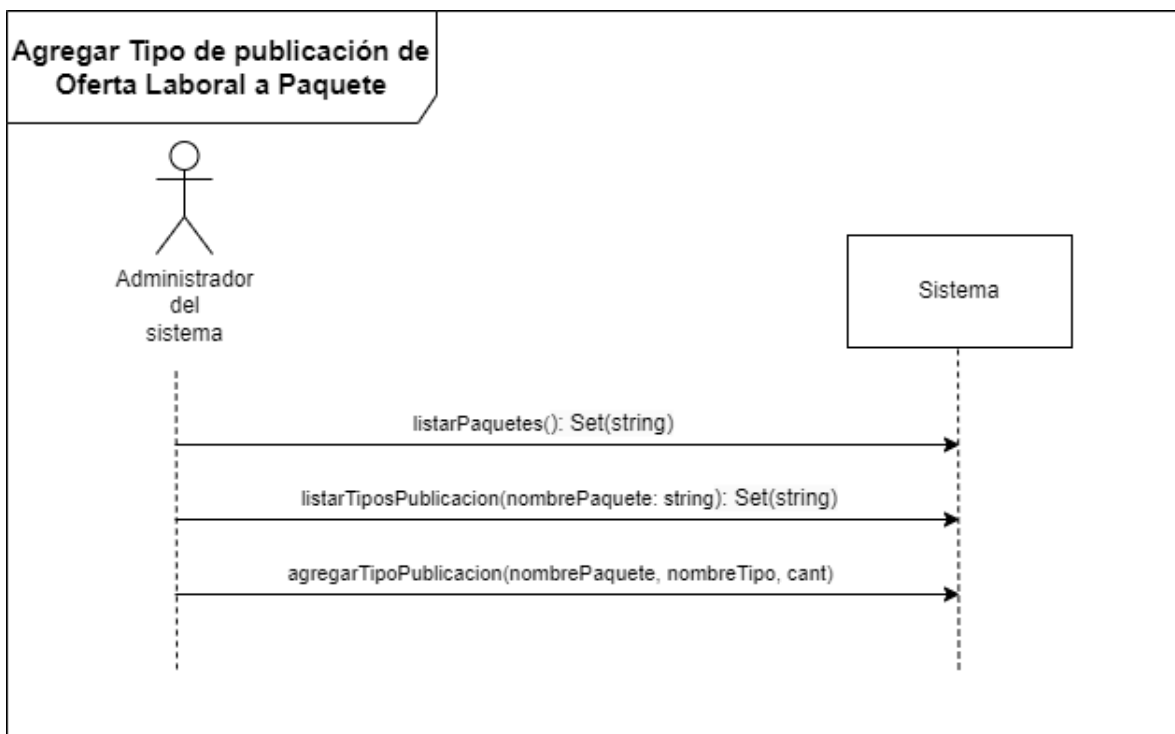 Agregar Tipo de publicación de
Oferta Laboral a Paquete
Administrador
del
sistema
Sistema
listarPaquetes(): Set(string)
listarTiposPublicacion(nombrePaquete: string): Set(string)
agregarTipoPublicacion(nombrePaquete, nombreTipo, cant)